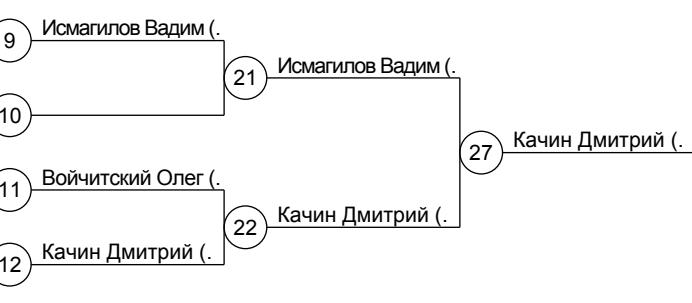 9 Исмагилов Вадим (.
21 Исмагилов Вадим (.
10
27 Качин Дмитрий (.
11 Войчитский Олег (.
22 Качин Дмитрий (.
12 Качин Дмитрий (.